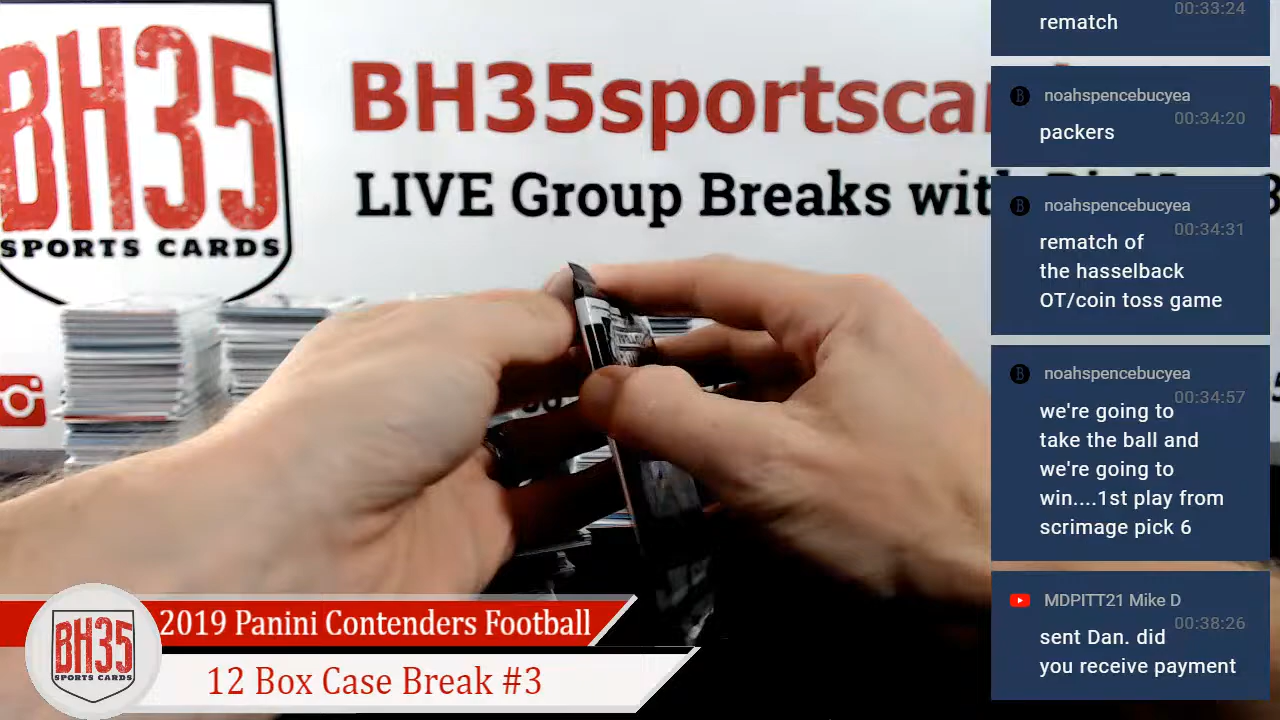 BH35
SPORTS CARDS
BH35sportscar
LIVE Group Breaks with
rematch
00:33:24
noahspencebucyea
packers
00:34:20
noahspencebucyea
00:34:31
rematch of
the hasselback
OT/coin toss game
noahspencebucyea
00:34:57
we're going to
take the ball and
we're going to
win....1st play from
scrimage pick 6
MDPITT21 Mike D
00:38:26
sent Dan. did
you receive payment
BH35
SPORTS CARDS
2019 Panini Contenders Football
12 Box Case Break #3